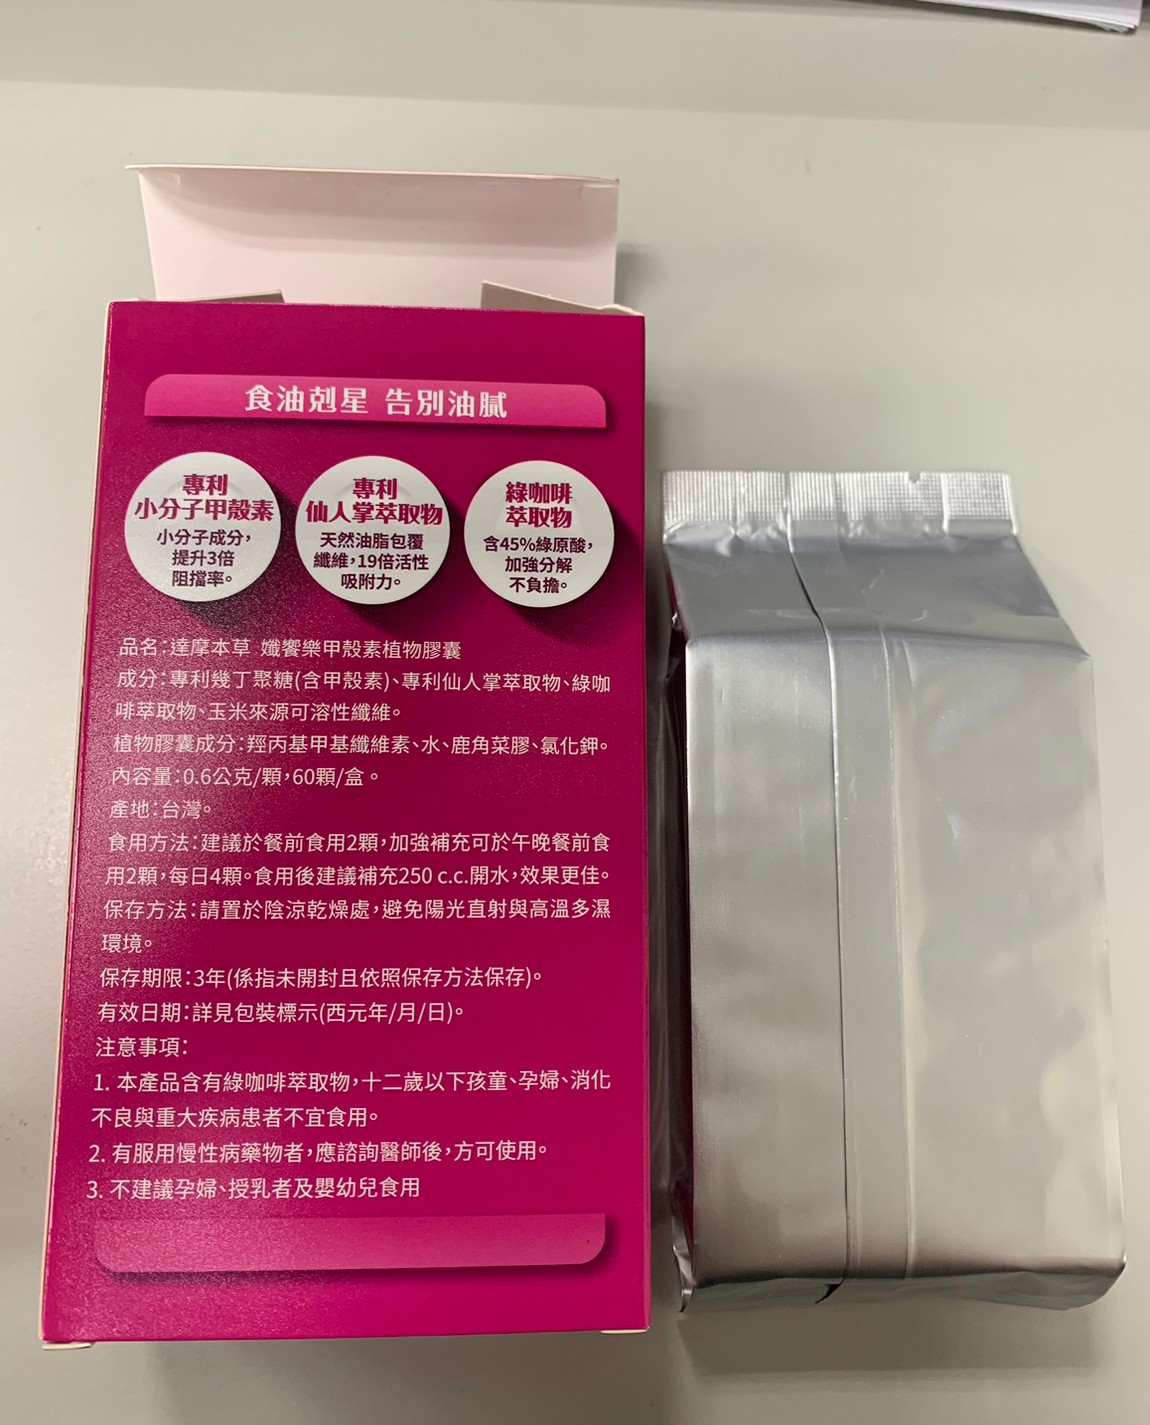 食油剋星 告別油膩
專利
小分子甲殼素
小分子成分，
提升3倍
阻擋率。
專利
仙人掌萃取物
天然油脂包覆
纖維，19倍活性
吸附力。
綠咖啡
萃取物
含45%綠原酸，
加強分解
不負擔。
品名：達摩本草 孅饗樂甲殼素植物膠囊
成分：專利幾丁聚糖(含甲殼素)、專利仙人掌萃取物、綠咖
啡萃取物、玉米來源可溶性纖維。
植物膠囊成分：羥丙基甲基纖維素、水、鹿角菜膠、氯化鉀。
內容量：0.6公克/顆，60顆/盒。
產地：台灣。
食用方法：建議於餐前食用2顆，加強補充可於午晚餐前食
用2顆，每日4顆。食用後建議補充250 c.c.開水，效果更佳。
保存方法：請置於陰涼乾燥處，避免陽光直射與高溫多濕
環境。
保存期限：3年(係指未開封且依照保存方法保存)。
有效日期：詳見包裝標示(西元年/月/日)。
注意事項：
1. 本產品含有綠咖啡萃取物，十二歲以下孩童、孕婦、消化
不良與重大疾病患者不宜食用。
2. 有服用慢性病藥物者，應諮詢醫師後，方可使用。
3. 不建議孕婦、授乳者及嬰幼兒食用